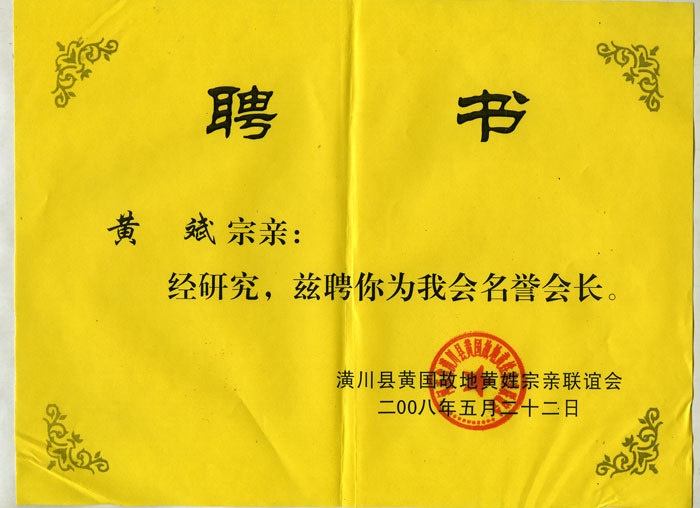 聘 书
黄 斌 宗亲：
经研究，兹聘你为我会名誉会长。
潢川县黄国故地黄姓宗亲联谊会
二00八年五月二十二日